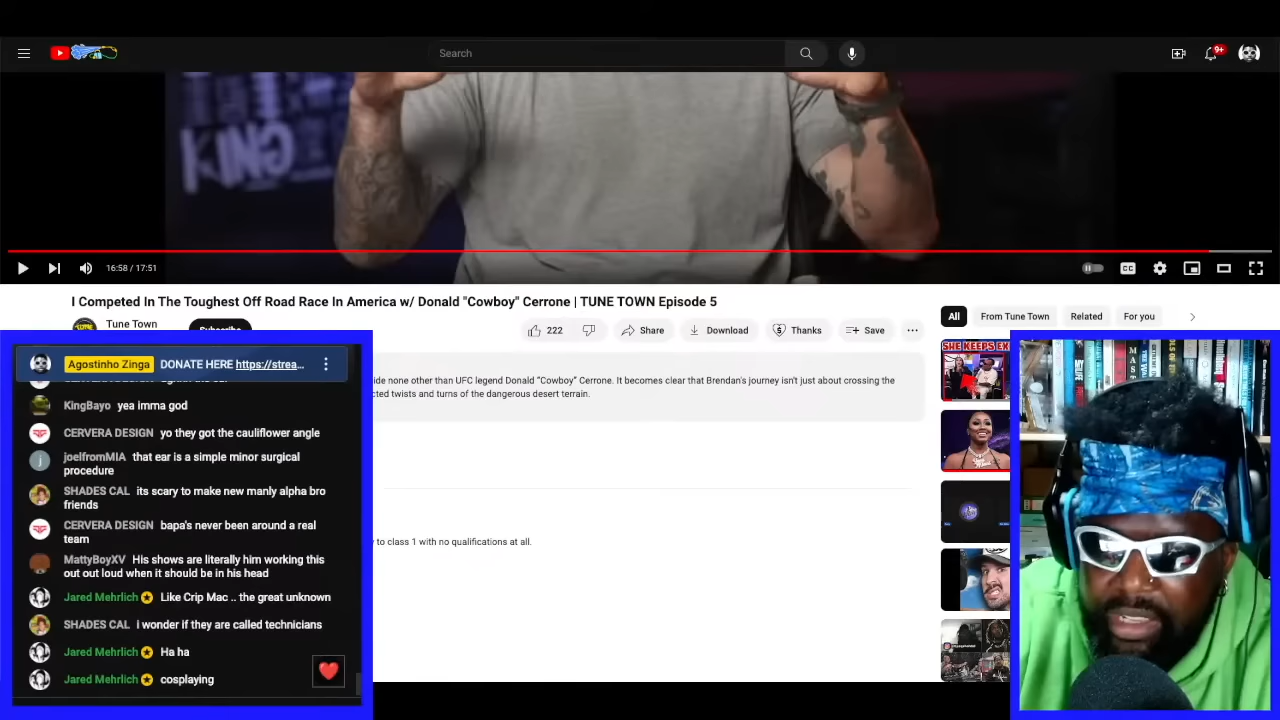 Search
9+
KING
16:58 / 17:51
CC
I Competed In The Toughest Off Road Race In America w/ Donald "Cowboy" Cerrone | TUNE TOWN Episode 5
Tune Town
Subscribe
222
Share
Download
Thanks
Save
All
From Tune Town
Related
For you
ide none other than UFC legend Donald "Cowboy" Cerrone. It becomes clear that Brendan's journey isn't just about crossing the
cted twists and turns of the dangerous desert terrain.
y to class 1 with no qualifications at all.
Agostinho Zinga DONATE HERE https://strea...
KingBayo yea imma god
CERVERA DESIGN yo they got the cauliflower angle
joelfromMIA that ear is a simple minor surgical
procedure
SHADES CAL its scary to make new manly alpha bro
friends
CERVERA DESIGN bapa's never been around a real
team
MattyBoyXV His shows are literally him working this
out out loud when it should be in his head
Jared Mehrlich Like Crip Mac .. the great unknown
SHADES CAL i wonder if they are called technicians
Jared Mehrlich Ha ha
Jared Mehrlich cosplaying
SHE KEEPS EX